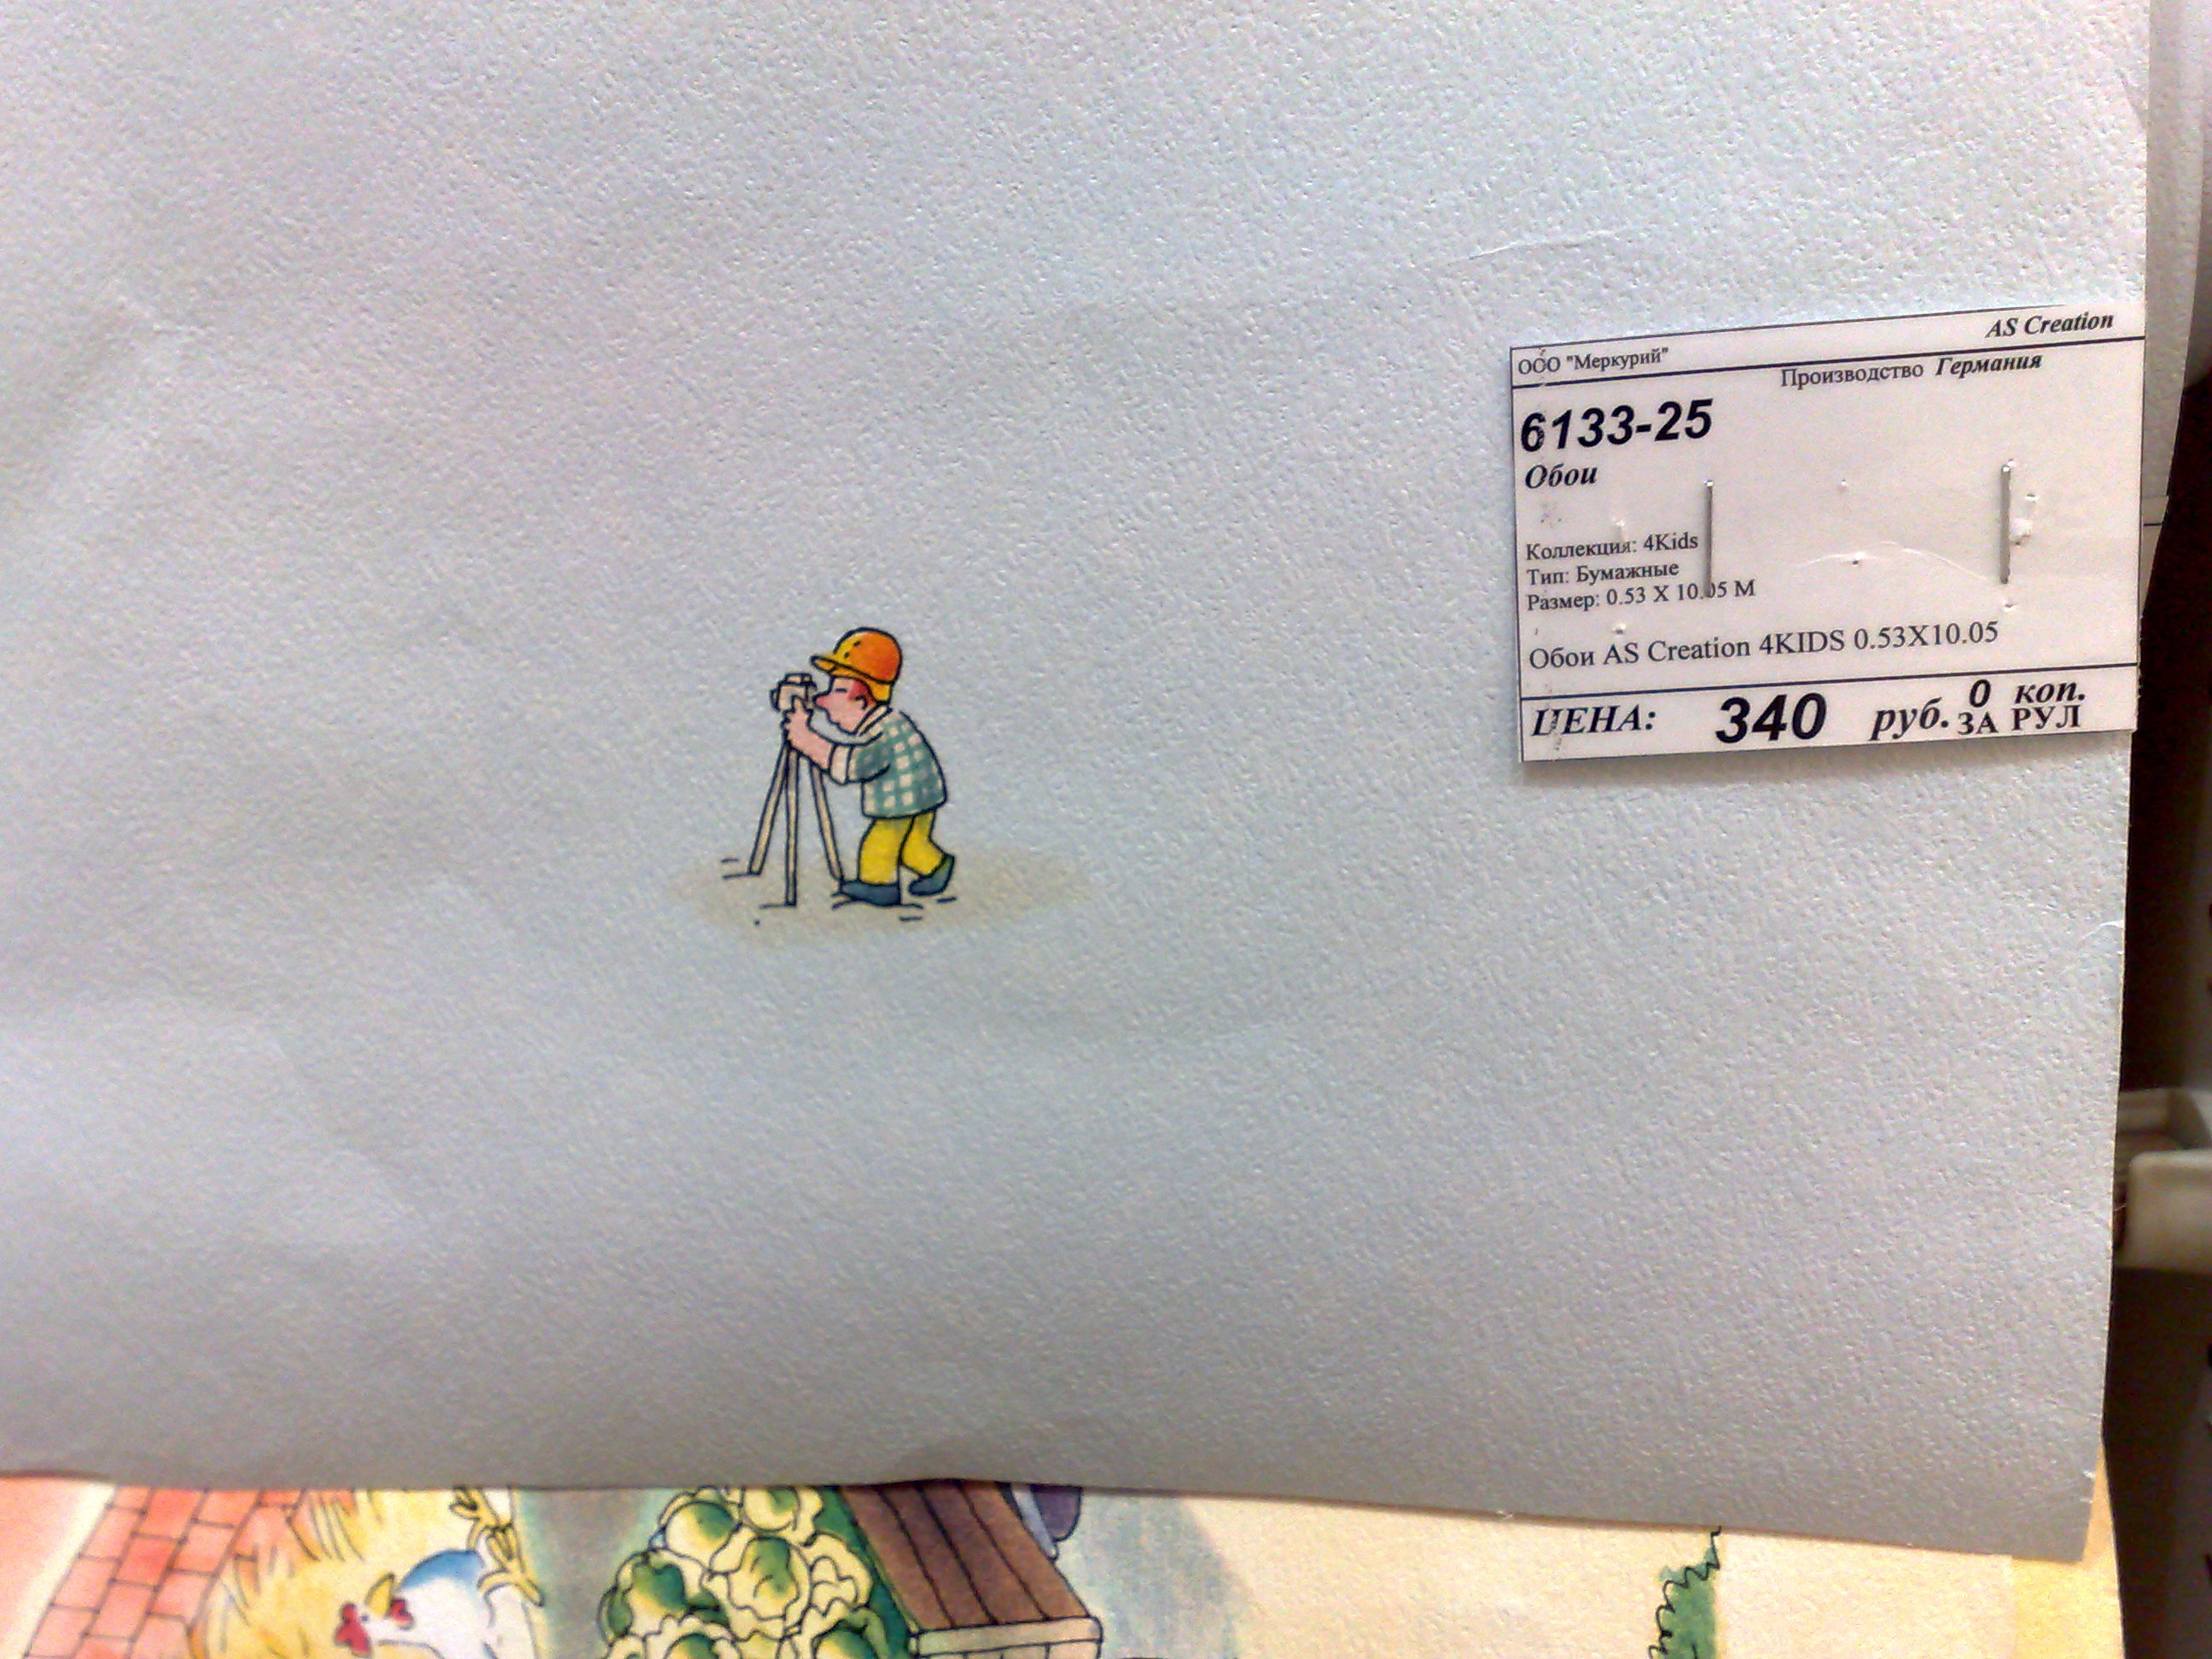 AS Creation
ООО "Меркурий"
Производство Германия
6133-25
Обои
Коллекция: 4Kids
Тип: Бумажные
Размер: 0.53 X 10.05 М
Обои AS Creation 4KIDS 0.53X10.05
ЦЕНА: 340 руб. 0 коп.
ЗА РУЛ